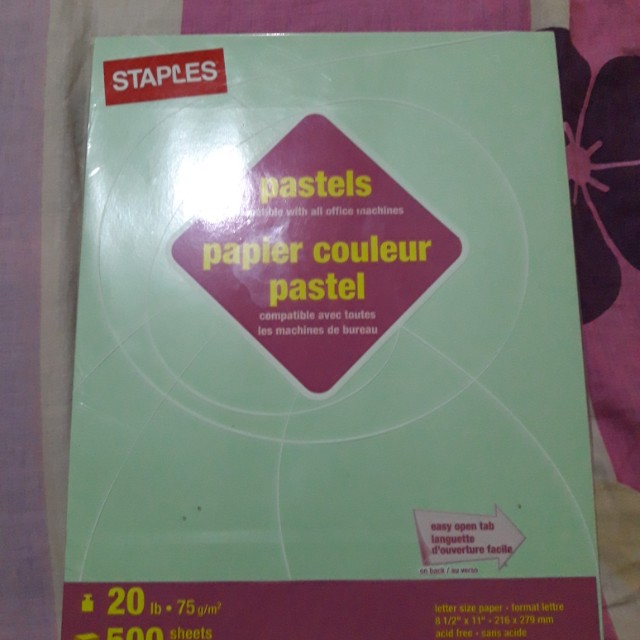 STAPLES
pastels
with all office machines
papier couleur
pastel
compatible avec toutes
les machines de bureau
easy open tab
languette
d'ouverture facile
on back / au verso
20 lb • 75 g/m²
500 sheets
letter size paper - format lettre
8 1/2" x 11" - 216 x 279 mm
acid free - sans acide